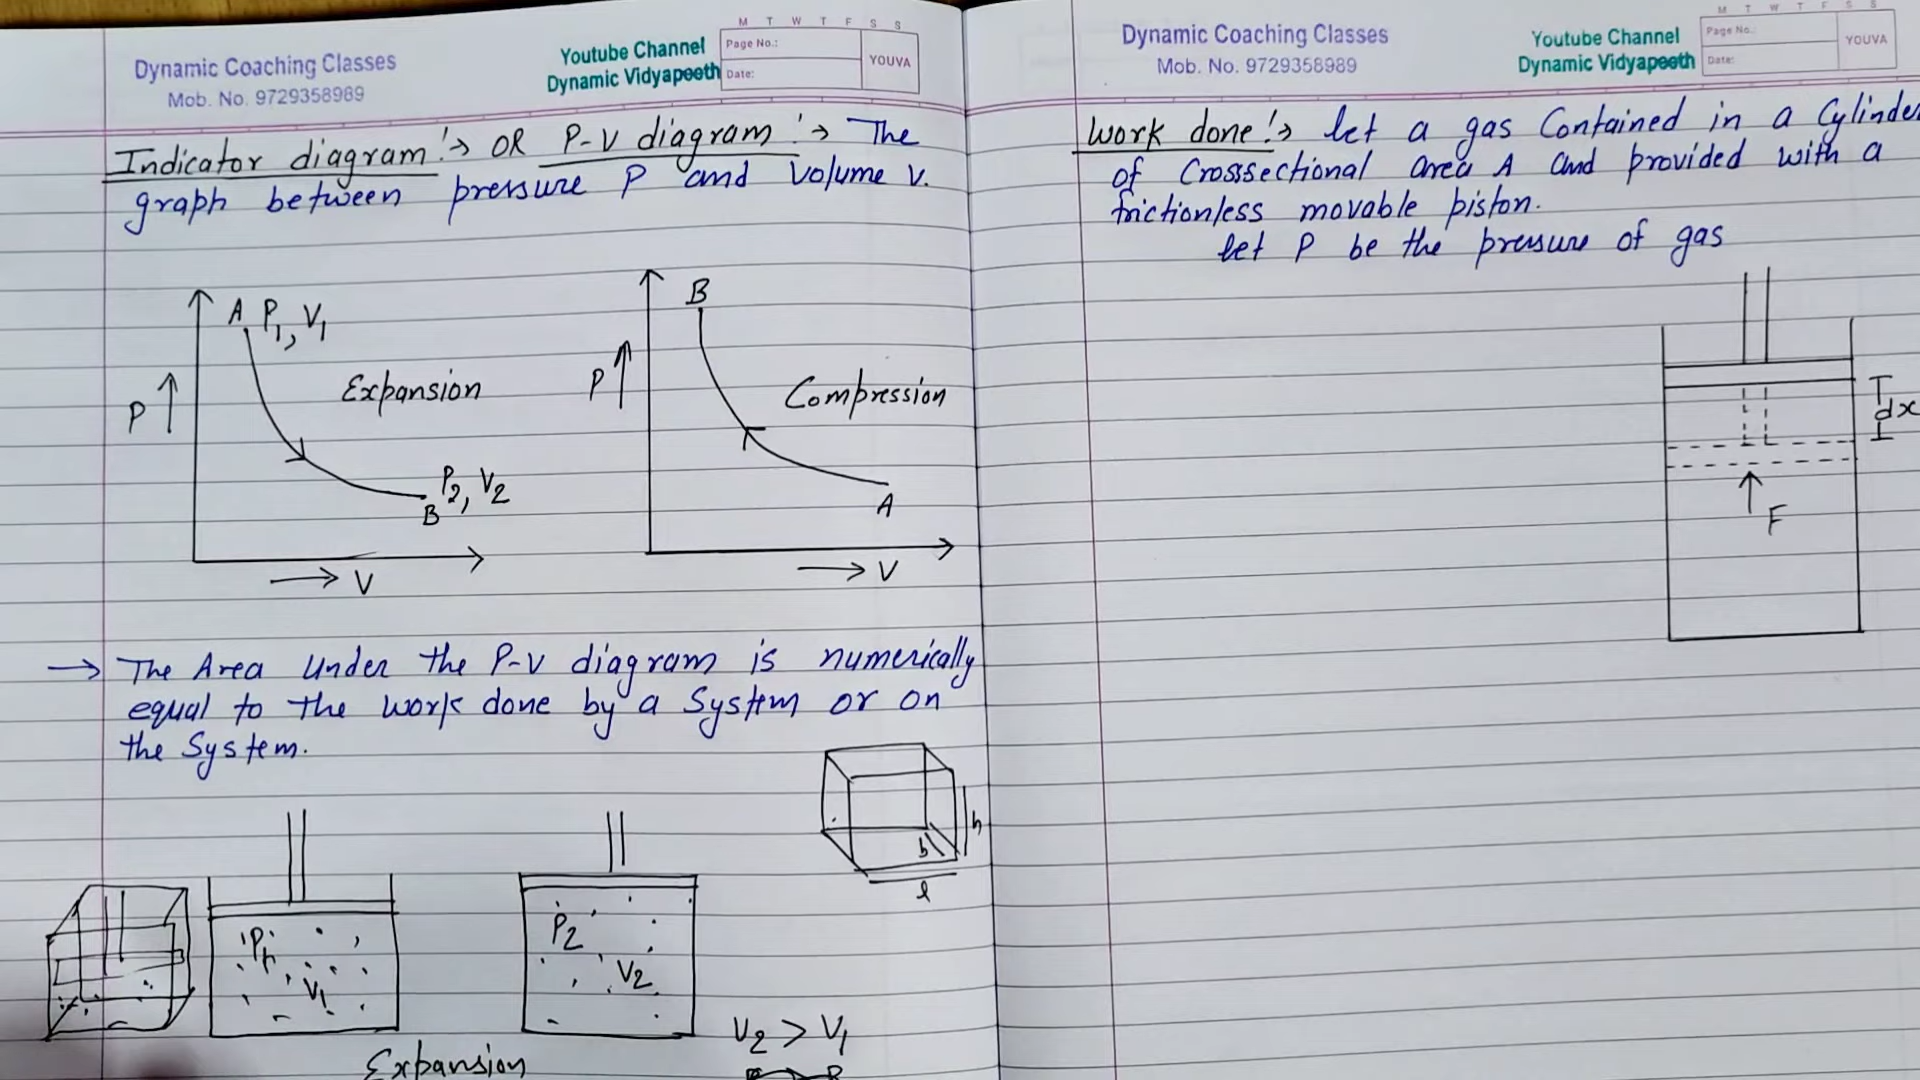 M T W T F S S
Dynamic Coaching Classes
Mob. No. 9729358989
Youtube Channel
Dynamic Vidyapeeth
Page No.:
Date:
YOUVA
Indicator diagram :→ OR P-V diagram :→ The
graph between pressure P and Volume V.
A P1, V1
P
Expansion
P2, V2
B
V
B
P
Compression
A
V
→ The Area Under the P-V diagram is numerically
equal to the work done by a System or on
the System.
h
b
l
P1
V1
P2
V2
V2 > V1
Expansion
M T W T F S S
Dynamic Coaching Classes
Mob. No. 9729358989
Youtube Channel
Dynamic Vidyapeeth
Page No.:
Date:
YOUVA
Work done :→ let a gas Contained in a Cylinder
of Crosssectional area A and provided with a
frictionless movable piston.
let P be the pressure of gas
dx
F